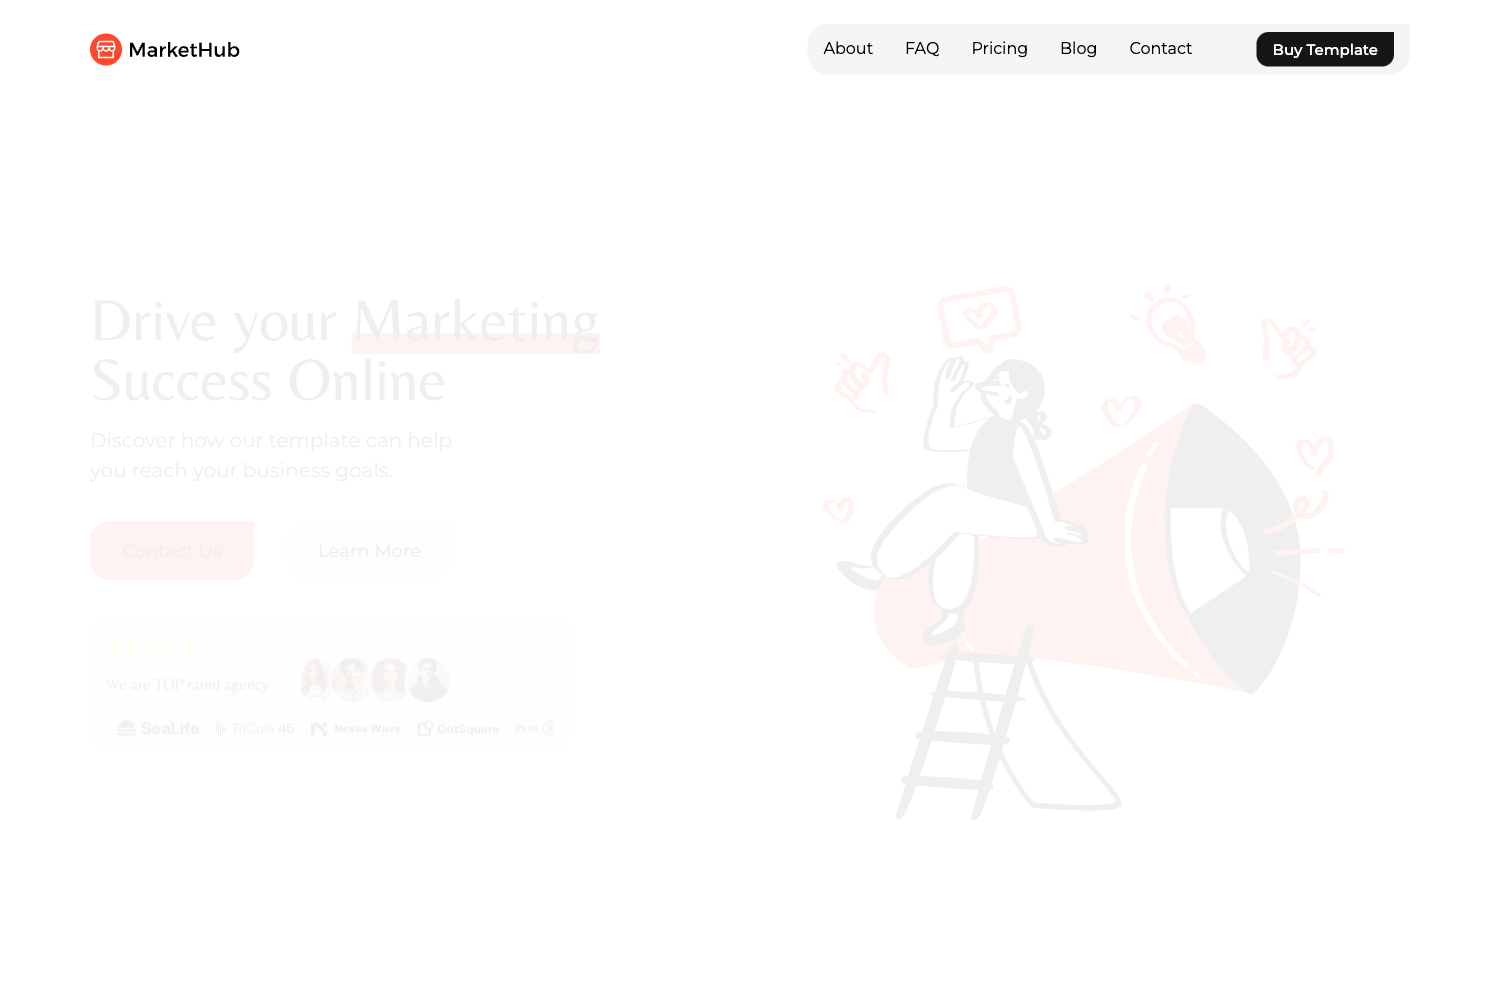 MarketHub
About FAQ Pricing Blog Contact Buy Template
Drive your Marketing
Success Online
Discover how our template can help
you reach your business goals.
Contact Us Learn More
We are TOP rated agency
SeaLife TriCole 45 Nexus Wave DotSquare Plute